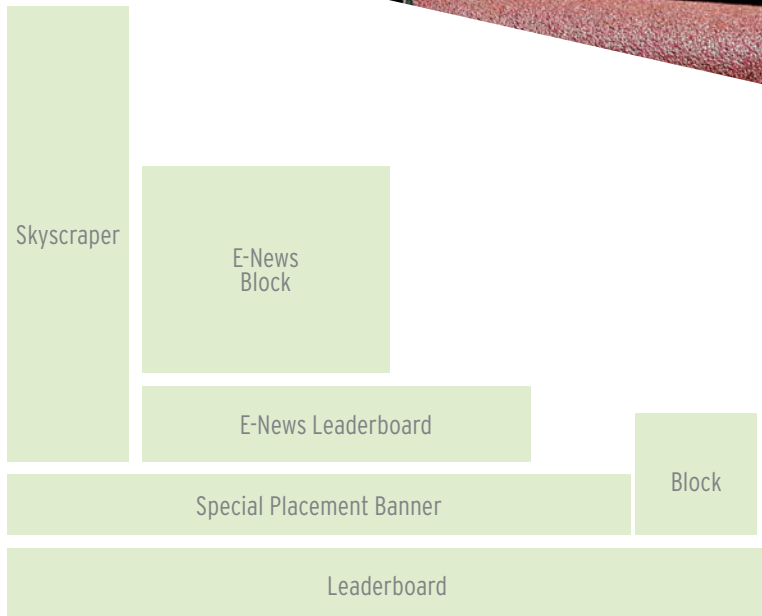 Skyscraper
E-News
Block
E-News Leaderboard
Block
Special Placement Banner
Leaderboard